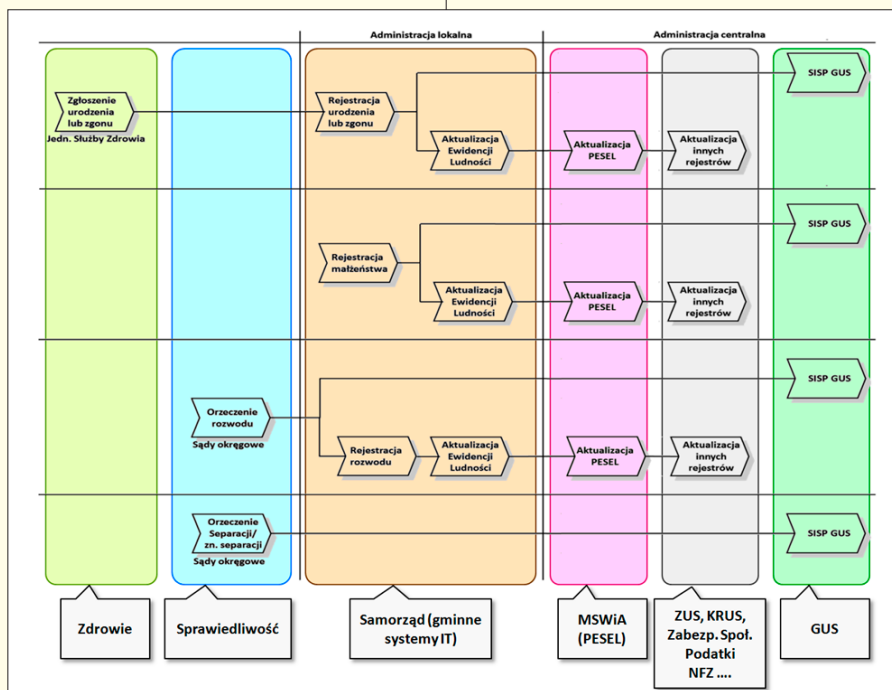 Administracja lokalna
Administracja centralna
SISP GUS
Zgłoszenie
urodzenia
lub zgonu
Jedn. Służby Zdrowia
Rejestracja
urodzenia
lub zgonu
Aktualizacja
Ewidencji
Ludności
Aktualizacja
PESEL
Aktualizacja
innych
rejestrów
SISP GUS
Rejestracja
małżeństwa
Aktualizacja
Ewidencji
Ludności
Aktualizacja
PESEL
Aktualizacja
innych
rejestrów
SISP GUS
Orzeczenie
rozwodu
Sądy okręgowe
Rejestracja
rozwodu
Aktualizacja
Ewidencji
Ludności
Aktualizacja
PESEL
Aktualizacja
innych
rejestrów
Orzeczenie
Separacji/
zn. separacji
Sądy okręgowe
SISP GUS
Zdrowie
Sprawiedliwość
Samorząd (gminne
systemy IT)
MSWiA
(PESEL)
ZUS, KRUS,
Zabezp. Społ.
Podatki
NFZ ....
GUS